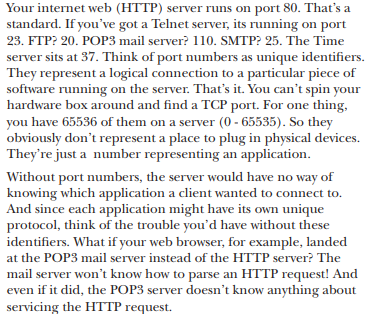 Your internet web (HTTP) server runs on port 80. That's a
standard. If you've got a Telnet server, its running on port
23. FTP? 20. POP3 mail server? 110. SMTP? 25. The Time
server sits at 37. Think of port numbers as unique identifiers.
They represent a logical connection to a particular piece of
software running on the server. That's it. You can't spin your
hardware box around and find a TCP port. For one thing,
you have 65536 of them on a server (0 - 65535). So they
obviously don't represent a place to plug in physical devices.
They're just a number representing an application.
Without port numbers, the server would have no way of
knowing which application a client wanted to connect to.
And since each application might have its own unique
protocol, think of the trouble you'd have without these
identifiers. What if your web browser, for example, landed
at the POP3 mail server instead of the HTTP server? The
mail server won't know how to parse an HTTP request! And
even if it did, the POP3 server doesn't know anything about
servicing the HTTP request.